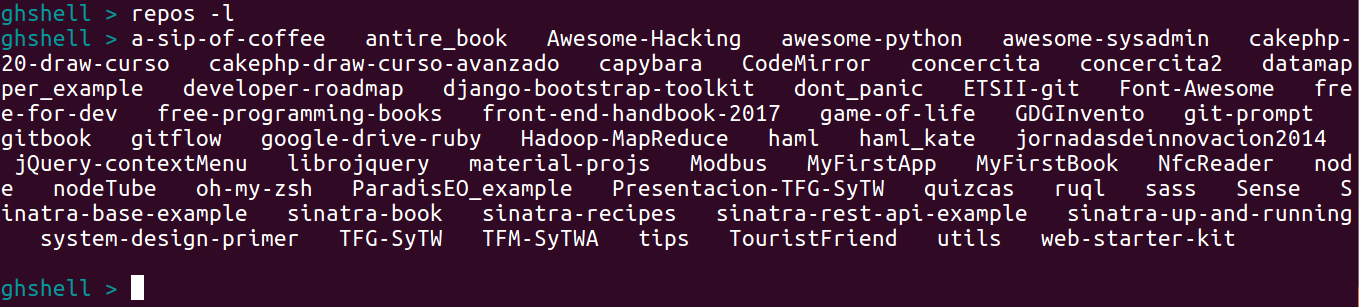 ghshell > repos -l
ghshell > a-sip-of-coffee   antire_book   Awesome-Hacking   awesome-python   awesome-sysadmin   cakephp-
20-draw-curso   cakephp-draw-curso-avanzado   capybara   CodeMirror   concercita   concercita2   datamap
per_example   developer-roadmap   django-bootstrap-toolkit   dont_panic   ETSII-git   Font-Awesome   fre
e-for-dev   free-programming-books   front-end-handbook-2017   game-of-life   GDGInvento   git-prompt
gitbook   gitflow   google-drive-ruby   Hadoop-MapReduce   haml   haml_kate   jornadasdeinnovacion2014
 jQuery-contextMenu   librojquery   material-projs   Modbus   MyFirstApp   MyFirstBook   NfcReader   nod
e   nodeTube   oh-my-zsh   ParadisEO_example   Presentacion-TFG-SyTW   quizcas   ruql   sass   Sense   S
inatra-base-example   sinatra-book   sinatra-recipes   sinatra-rest-api-example   sinatra-up-and-running
   system-design-primer   TFG-SyTW   TFM-SyTWA   tips   TouristFriend   utils   web-starter-kit
ghshell >